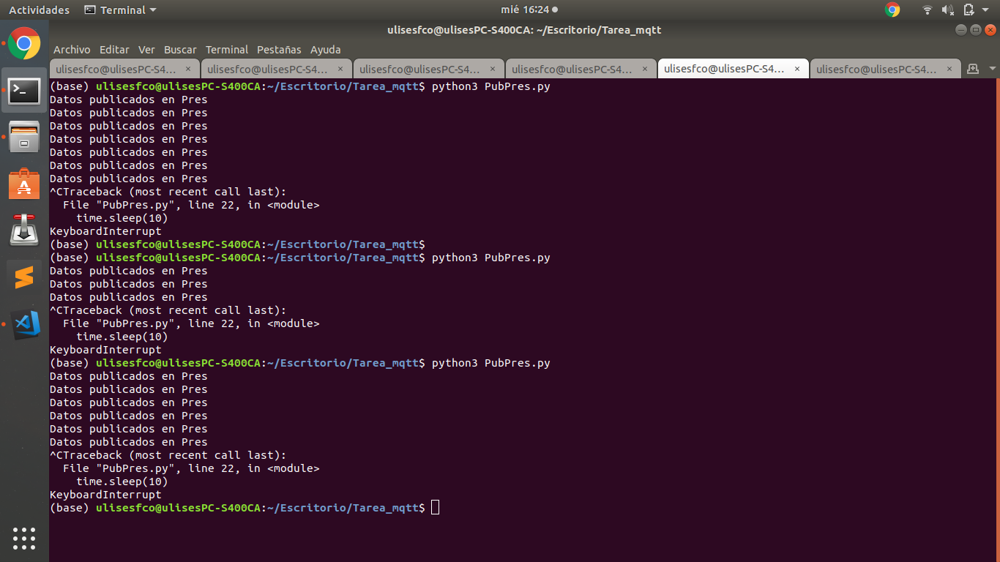 Actividades Terminal mié 16:24
ulisesfco@ulisesPC-S400CA: ~/Escritorio/Tarea_mqtt
Archivo Editar Ver Buscar Terminal Pestañas Ayuda
ulisesfco@ulisesPC-S4... × ulisesfco@ulisesPC-S4... × ulisesfco@ulisesPC-S4... × ulisesfco@ulisesPC-S4... × ulisesfco@ulisesPC-S4... × ulisesfco@ulisesPC-S4... ×
(base) ulisesfco@ulisesPC-S400CA:~/Escritorio/Tarea_mqtt$ python3 PubPres.py
Datos publicados en Pres
Datos publicados en Pres
Datos publicados en Pres
Datos publicados en Pres
Datos publicados en Pres
Datos publicados en Pres
Datos publicados en Pres
^CTraceback (most recent call last):
  File "PubPres.py", line 22, in <module>
    time.sleep(10)
KeyboardInterrupt
(base) ulisesfco@ulisesPC-S400CA:~/Escritorio/Tarea_mqtt$
(base) ulisesfco@ulisesPC-S400CA:~/Escritorio/Tarea_mqtt$ python3 PubPres.py
Datos publicados en Pres
Datos publicados en Pres
Datos publicados en Pres
^CTraceback (most recent call last):
  File "PubPres.py", line 22, in <module>
    time.sleep(10)
KeyboardInterrupt
(base) ulisesfco@ulisesPC-S400CA:~/Escritorio/Tarea_mqtt$ python3 PubPres.py
Datos publicados en Pres
Datos publicados en Pres
Datos publicados en Pres
Datos publicados en Pres
Datos publicados en Pres
Datos publicados en Pres
^CTraceback (most recent call last):
  File "PubPres.py", line 22, in <module>
    time.sleep(10)
KeyboardInterrupt
(base) ulisesfco@ulisesPC-S400CA:~/Escritorio/Tarea_mqtt$